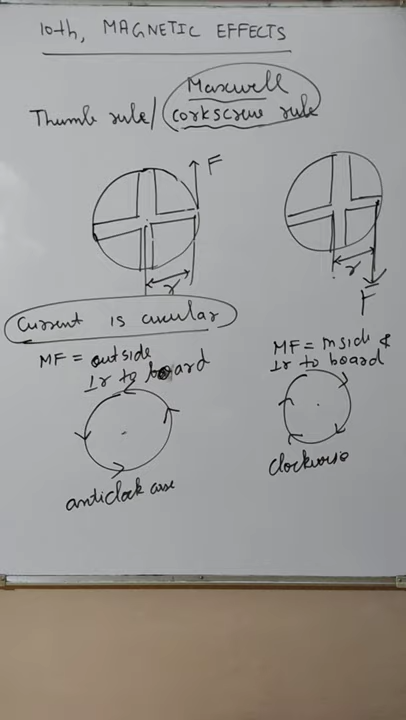 10th, MAGNETIC EFFECTS
Maxwell
Thumb rule/ corkscrew rule
F
r
F
r
Current is circular
MF = outside
⊥r to board
anticlock wise
MF = inside &
⊥r to board
clockwise